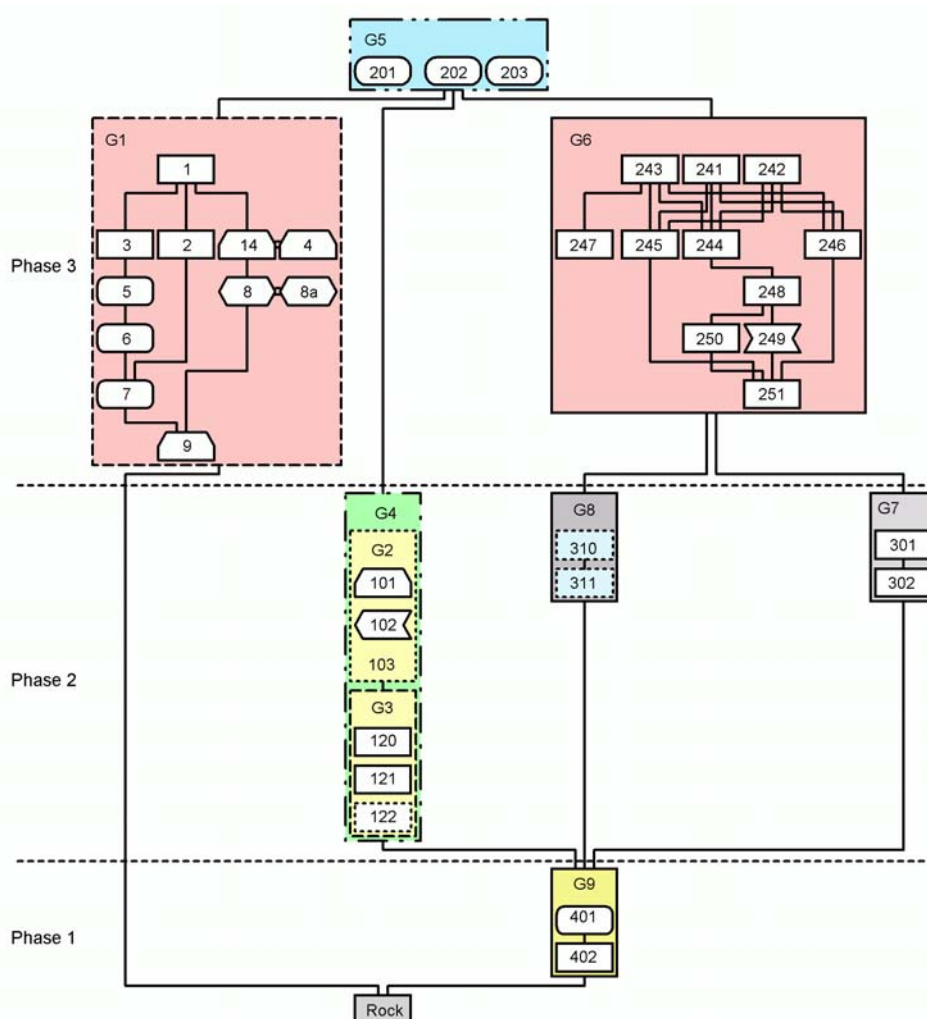 G5
201 202 203
G1 G6
1 243 241 242
3 2 14 4 247 245 244 246
Phase 3
5 8 8a 248
6 250 249
7 251
9
G4 G8 G7
G2 310 301
101 311 302
102
103
Phase 2
G3
120
121
122
G9
401
Phase 1
402
Rock